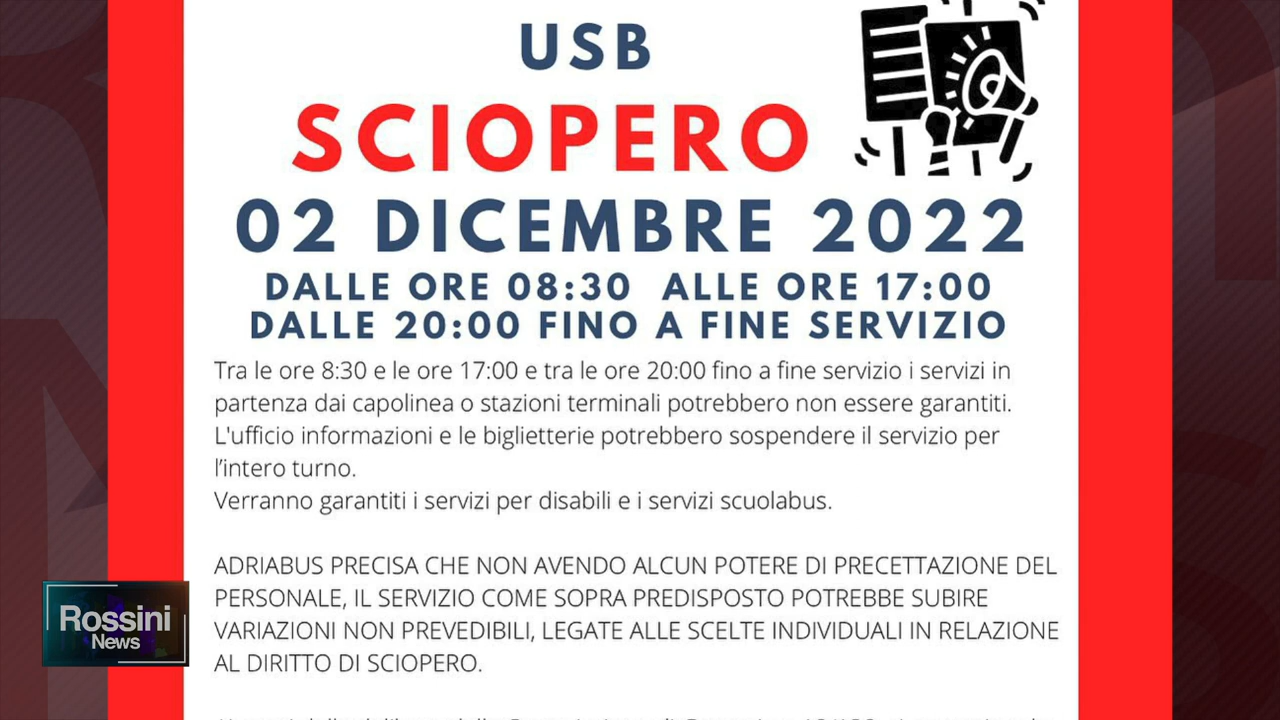 USB
SCIOPERO
02 DICEMBRE 2022
DALLE ORE 08:30 ALLE ORE 17:00
DALLE 20:00 FINO A FINE SERVIZIO
Tra le ore 8:30 e le ore 17:00 e tra le ore 20:00 fino a fine servizio i servizi in
partenza dai capolinea o stazioni terminali potrebbero non essere garantiti.
L'ufficio informazioni e le biglietterie potrebbero sospendere il servizio per
l’intero turno.
Verranno garantiti i servizi per disabili e i servizi scuolabus.
ADRIABUS PRECISA CHE NON AVENDO ALCUN POTERE DI PRECETTAZIONE DEL
PERSONALE, IL SERVIZIO COME SOPRA PREDISPOSTO POTREBBE SUBIRE
VARIAZIONI NON PREVEDIBILI, LEGATE ALLE SCELTE INDIVIDUALI IN RELAZIONE
AL DIRITTO DI SCIOPERO.
Rossini
News